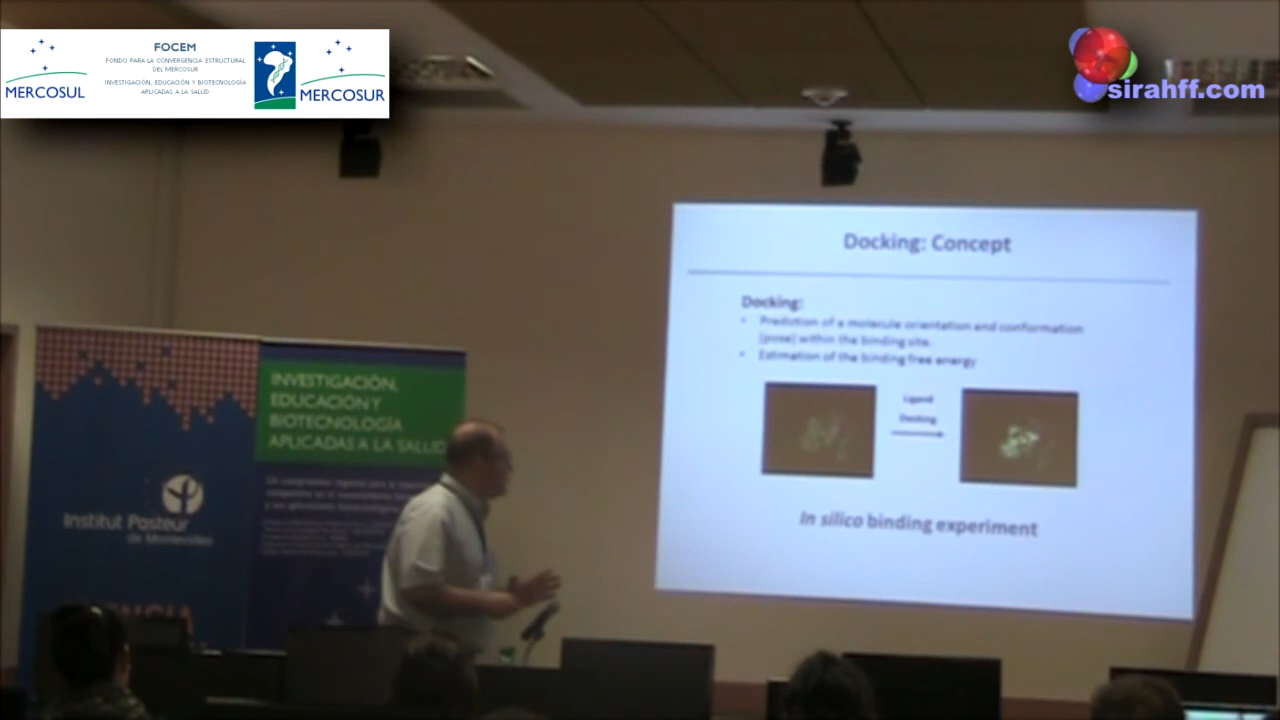 FOCEM
FONDO PARA LA CONVERGENCIA ESTRUCTURAL
DEL MERCOSUR
INVESTIGACIÓN, EDUCACIÓN Y BIOTECNOLOGÍA
APLICADAS A LA SALUD
MERCOSUL
MERCOSUR
sirahff.com
Docking: Concept
Docking:
• Prediction of a molecule orientation and conformation
(pose) within the binding site.
• Estimation of the binding free energy
Ligand
Docking
In silico binding experiment
INVESTIGACIÓN,
EDUCACIÓN Y
BIOTECNOLOGÍA
APLICADAS A LA SALUD
Institut Pasteur
de Montevideo